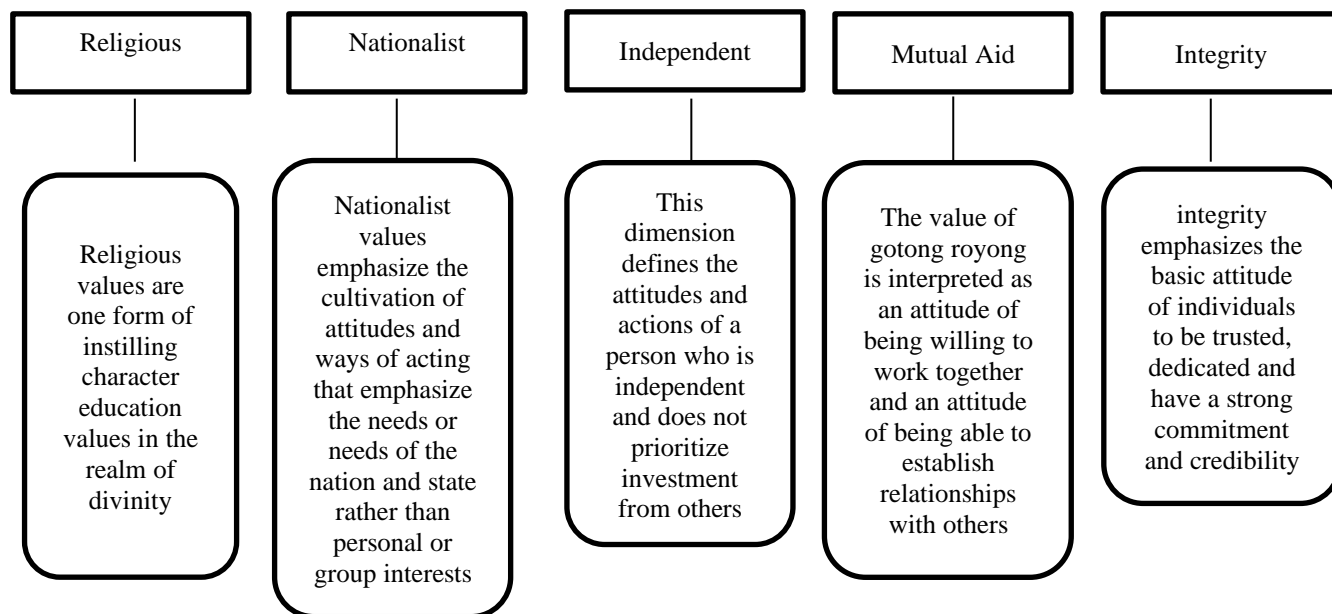 Religious
Nationalist
Independent
Mutual Aid
Integrity
Religious
values are
one form of
instilling
character
education
values in the
realm of
divinity
Nationalist
values
emphasize the
cultivation of
attitudes and
ways of acting
that emphasize
the needs or
needs of the
nation and state
rather than
personal or
group interests
This
dimension
defines the
attitudes and
actions of a
person who is
independent
and does not
prioritize
investment
from others
The value of
gotong royong
is interpreted as
an attitude of
being willing to
work together
and an attitude
of being able to
establish
relationships
with others
integrity
emphasizes the
basic attitude
of individuals
to be trusted,
dedicated and
have a strong
commitment
and credibility